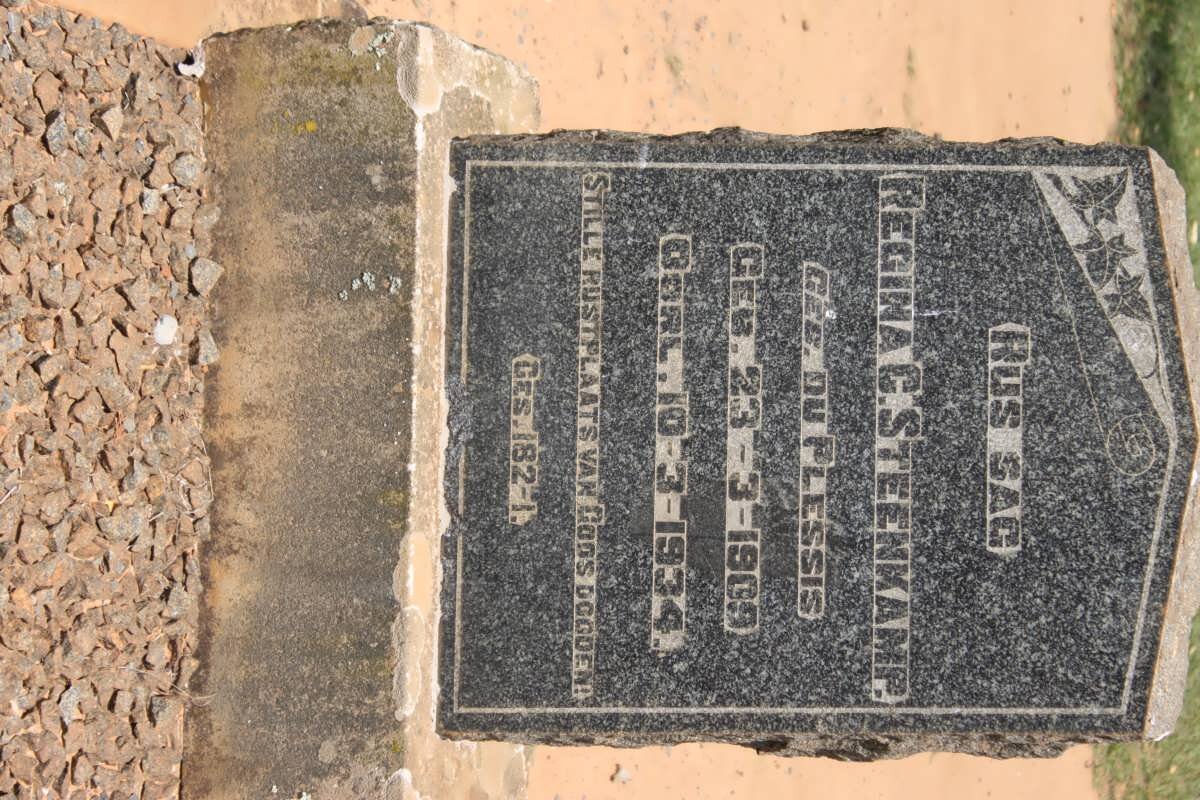 RUS SAG
REGINA C STEENMKAMP
GEB. DU PLESSIS
GEB. 23-3-1909
OORL. 10-3-1934
STILLE RUSTPLAATS VAN GODS DOODEN
GES. 182-1